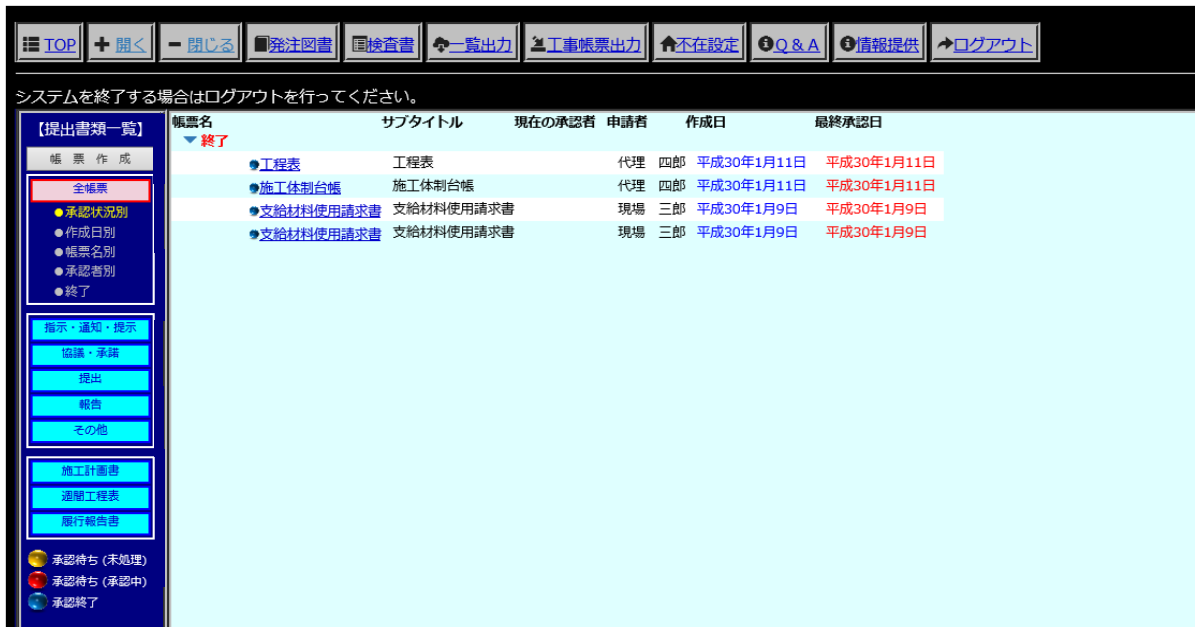 TOP 開く 閉じる 発注図書 検査書 一覧出力 工事帳票出力 不在設定 Q & A 情報提供 ログアウト
システムを終了する場合はログアウトを行ってください。
【提出書類一覧】
帳 票 作 成
全帳票
●承認状況別
●作成日別
●帳票名別
●承認者別
●終了
指示・通知・提示
協議・承諾
提出
報告
その他
施工計画書
週間工程表
履行報告書
承認待ち (未処理)
承認待ち (承認中)
承認終了
帳票名 サブタイトル 現在の承認者 申請者 作成日 最終承認日
▼ 終了
工程表 工程表 代理 四郎 平成30年1月11日 平成30年1月11日
施工体制台帳 施工体制台帳 代理 四郎 平成30年1月11日 平成30年1月11日
支給材料使用請求書 支給材料使用請求書 現場 三郎 平成30年1月9日 平成30年1月9日
支給材料使用請求書 支給材料使用請求書 現場 三郎 平成30年1月9日 平成30年1月9日